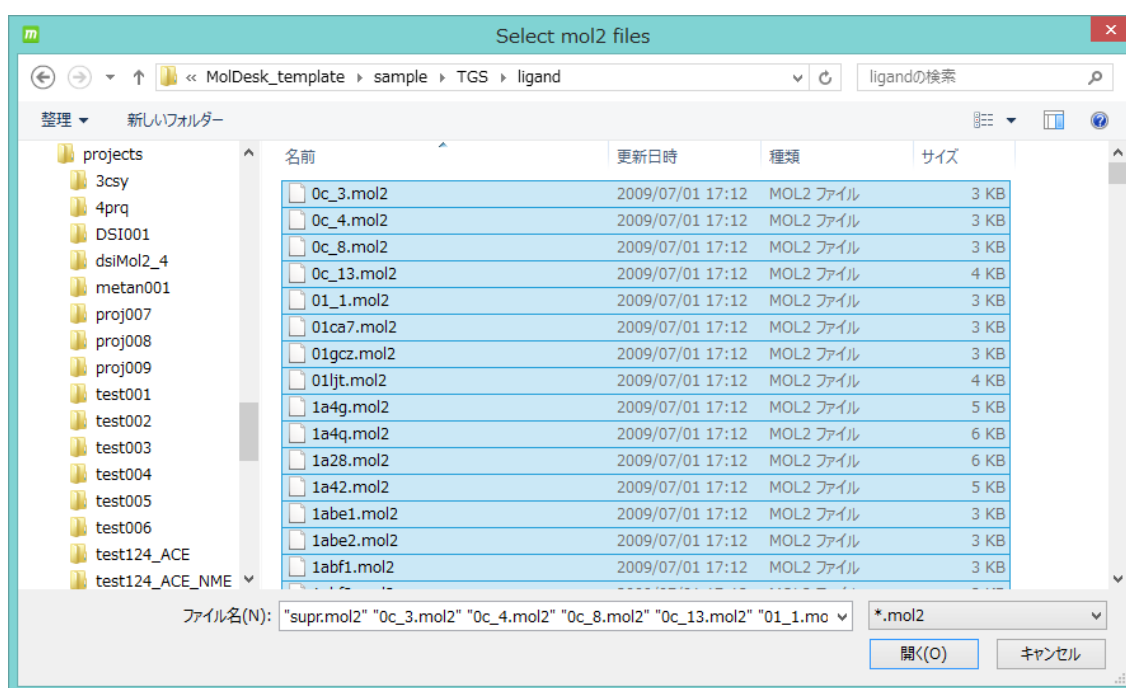 m
Select mol2 files
« MolDesk_template ▸ sample ▸ TGS ▸ ligand
ligandの検索
整理 ▼ 新しいフォルダー
projects
3csy
4prq
DSI001
dsiMol2_4
metan001
proj007
proj008
proj009
test001
test002
test003
test004
test005
test006
test124_ACE
test124_ACE_NME
名前 更新日時 種類 サイズ
0c_3.mol2 2009/07/01 17:12 MOL2 ファイル 3 KB
0c_4.mol2 2009/07/01 17:12 MOL2 ファイル 3 KB
0c_8.mol2 2009/07/01 17:12 MOL2 ファイル 3 KB
0c_13.mol2 2009/07/01 17:12 MOL2 ファイル 4 KB
01_1.mol2 2009/07/01 17:12 MOL2 ファイル 3 KB
01ca7.mol2 2009/07/01 17:12 MOL2 ファイル 3 KB
01gcz.mol2 2009/07/01 17:12 MOL2 ファイル 3 KB
01ljt.mol2 2009/07/01 17:12 MOL2 ファイル 4 KB
1a4g.mol2 2009/07/01 17:12 MOL2 ファイル 5 KB
1a4q.mol2 2009/07/01 17:12 MOL2 ファイル 6 KB
1a28.mol2 2009/07/01 17:12 MOL2 ファイル 6 KB
1a42.mol2 2009/07/01 17:12 MOL2 ファイル 5 KB
1abe1.mol2 2009/07/01 17:12 MOL2 ファイル 3 KB
1abe2.mol2 2009/07/01 17:12 MOL2 ファイル 3 KB
1abf1.mol2 2009/07/01 17:12 MOL2 ファイル 3 KB
ファイル名(N): "supr.mol2" "0c_3.mol2" "0c_4.mol2" "0c_8.mol2" "0c_13.mol2" "01_1.mo
*.mol2
開く(O) キャンセル